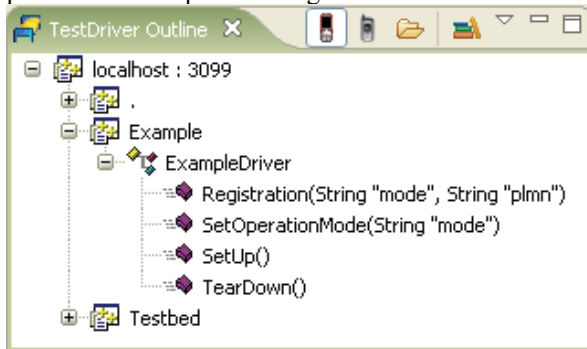 TestDriver Outline
localhost : 3099
.
Example
ExampleDriver
Registration(String "mode", String "plmn")
SetOperationMode(String "mode")
SetUp()
TearDown()
Testbed